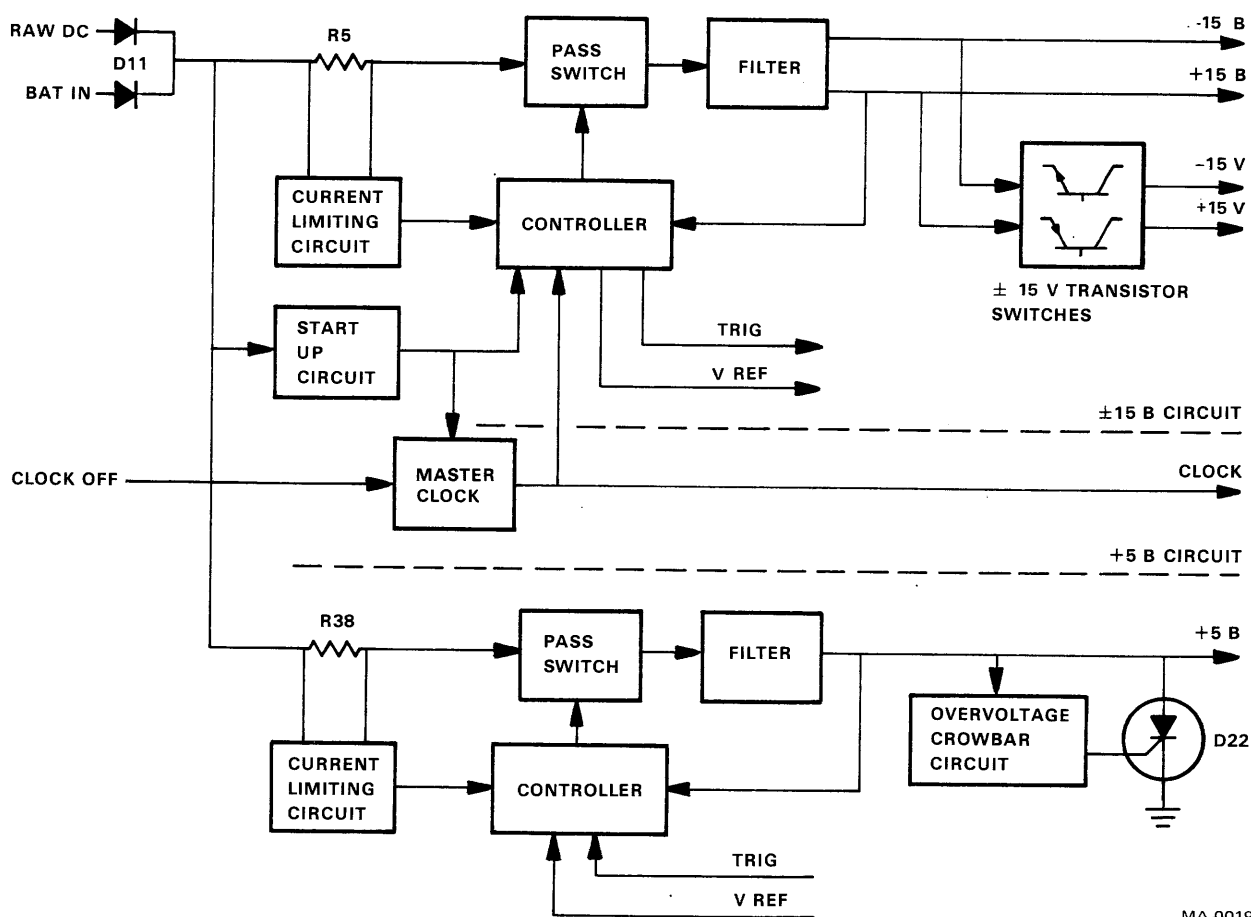 RAW DC
D11
BAT IN
R5
PASS
SWITCH
FILTER
-15 B
+15 B
-15 V
+15 V
± 15 V TRANSISTOR
SWITCHES
CURRENT
LIMITING
CIRCUIT
CONTROLLER
START
UP
CIRCUIT
TRIG
V REF
±15 B CIRCUIT
CLOCK OFF
MASTER
CLOCK
CLOCK
+5 B CIRCUIT
R38
PASS
SWITCH
FILTER
+5 B
OVERVOLTAGE
CROWBAR
CIRCUIT
D22
CURRENT
LIMITING
CIRCUIT
CONTROLLER
TRIG
V REF